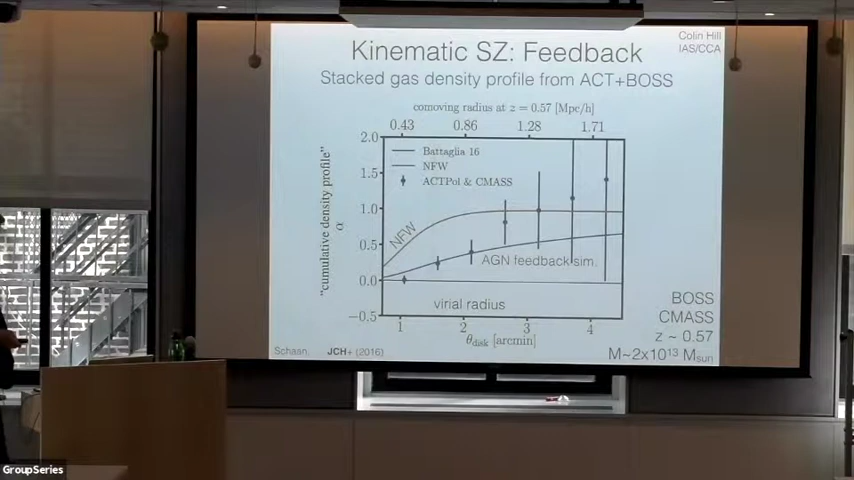 Colin Hill
IAS/CCA
Kinematic SZ: Feedback
Stacked gas density profile from ACT+BOSS
comoving radius at z = 0.57 [Mpc/h]
0.43 0.86 1.28 1.71
2.0
1.5
1.0
0.5
0.0
−0.5
"cumulative density profile"
α
Battaglia 16
NFW
ACTPol & CMASS
NFW
AGN feedback sim.
virial radius
1 2 3 4
θdisk [arcmin]
BOSS
CMASS
z ~ 0.57
M~2x10¹³ Msun
Schaan, JCH+ (2016)
GroupSeries